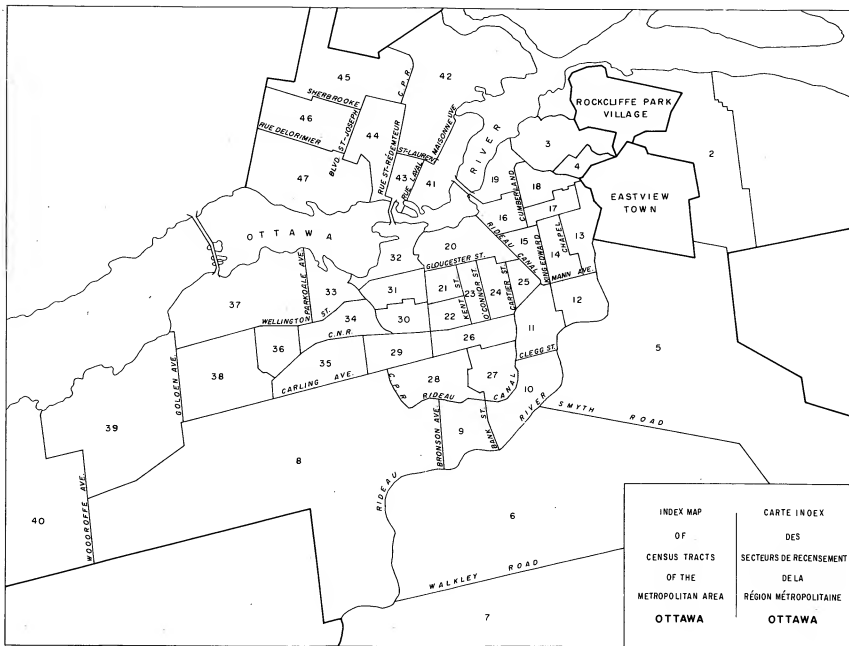 45
SHERBROOKE
C. P. R.
42
46
RUE DELORIMIER
BLVD. ST-JOSEPH
44
RUE ST-RÉDEMPTEUR
ST-LAURENT
MAISONNEUVE
47
43
RUE LAVAL
41
RIVER
ROCKCLIFFE PARK
VILLAGE
3
4
2
EASTVIEW
TOWN
19
18
CUMBERLAND
17
16
RIDEAU CANAL
15
KING EDWARD
14
CHAPEL
13
MANN AVE.
12
OTTAWA
32
20
GLOUCESTER ST.
C.P.R.
37
PARKDALE AVE.
33
31
21
KENT ST.
23
O'CONNOR ST.
24
CARTIER ST.
25
WELLINGTON ST.
34
30
22
C.N.R.
11
5
36
35
29
26
CLEGG ST.
GOLDEN AVE.
38
CARLING AVE.
C.P.R.
28
27
RIDEAU CANAL
10
RIVER
SMYTH ROAD
39
BRONSON AVE.
9
BANK ST.
8
WOODROFFE AVE.
40
RIDEAU
6
WALKLEY ROAD
7
INDEX MAP
OF
CENSUS TRACTS
OF THE
METROPOLITAN AREA
OTTAWA
CARTE INDEX
DES
SECTEURS DE RECENSEMENT
DE LA
RÉGION MÉTROPOLITAINE
OTTAWA